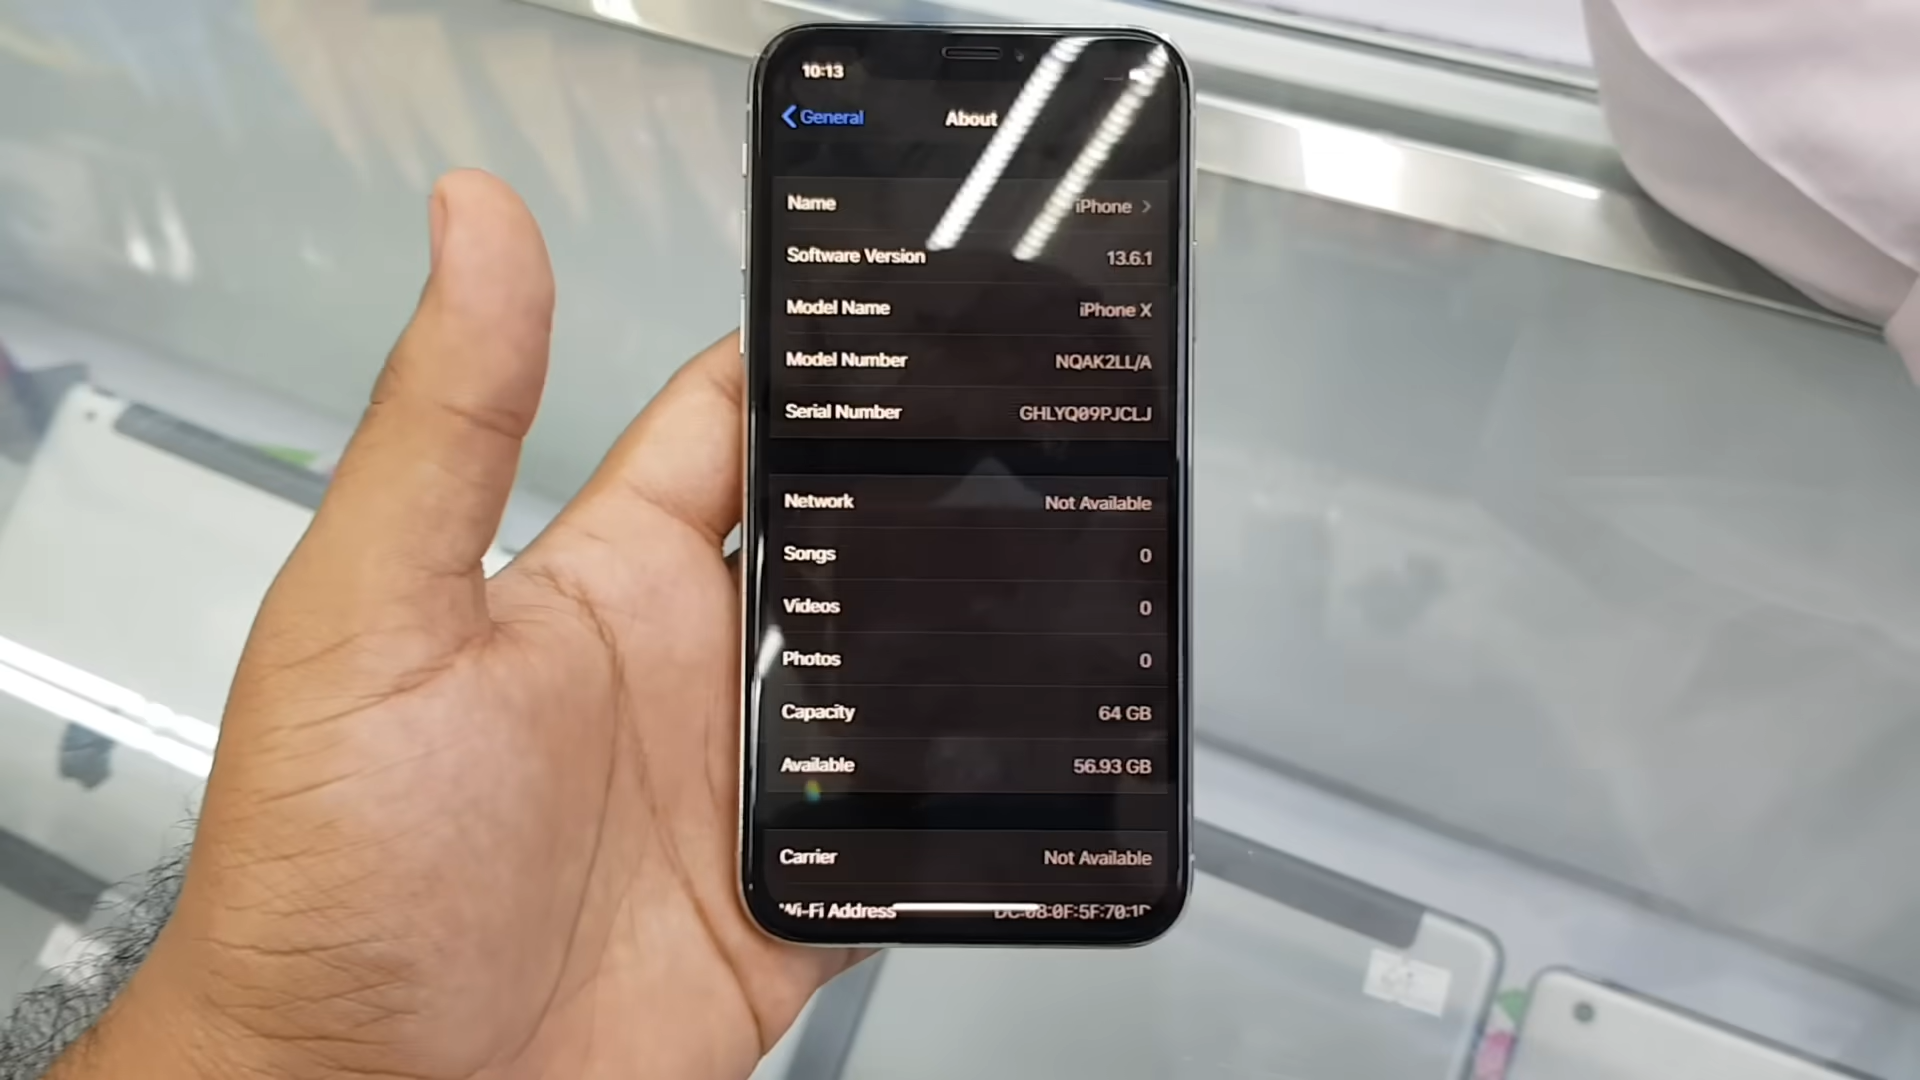 10:13
General About
Name iPhone
Software Version 13.6.1
Model Name iPhone X
Model Number NQAK2LL/A
Serial Number GHLYQ09PJCLJ
Network Not Available
Songs 0
Videos 0
Photos 0
Capacity 64 GB
Available 56.93 GB
Carrier Not Available
Wi-Fi Address